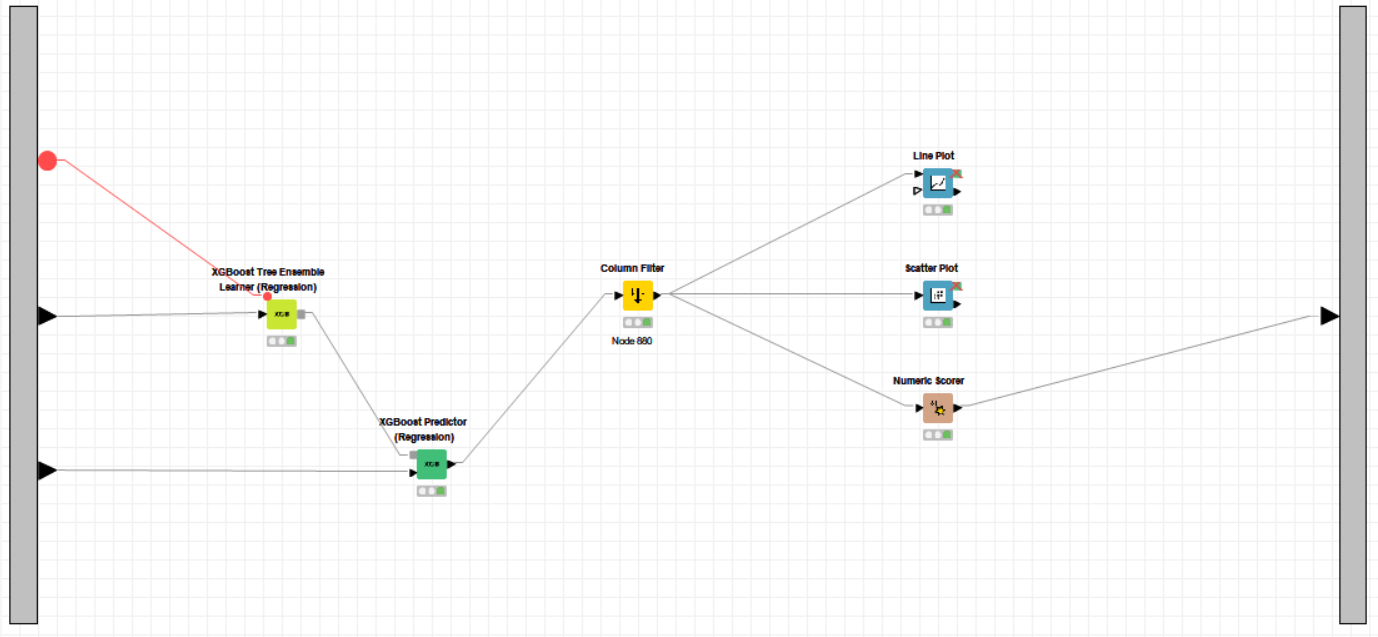 Line Plot
XGBoost Tree Ensemble
Learner (Regression)
Column Filter
Scatter Plot
XGB
Node 880
Numeric Scorer
XGBoost Predictor
(Regression)
XGB